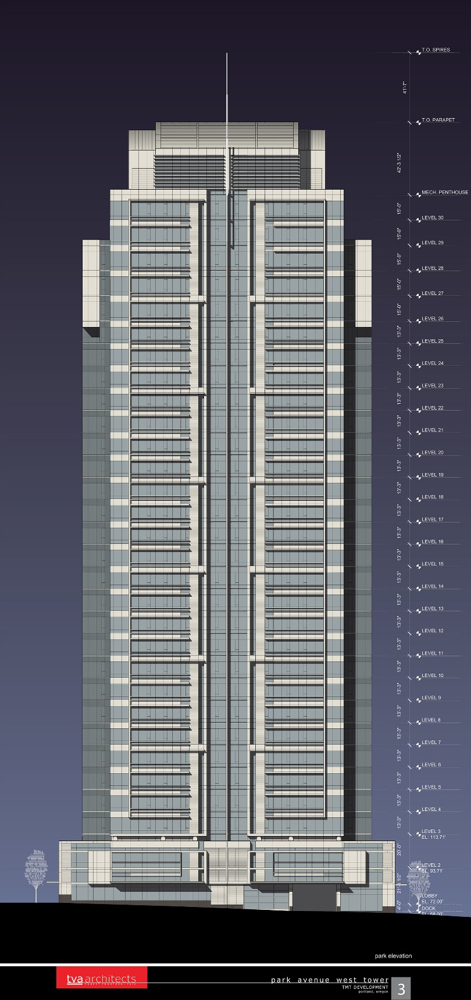 T.O. SPIRES
41'-7"
T.O. PARAPET
42'-3 1/2"
MECH. PENTHOUSE
15'-0"
LEVEL 30
15'-0"
LEVEL 29
15'-0"
LEVEL 28
15'-0"
LEVEL 27
15'-0"
LEVEL 26
13'-3"
LEVEL 25
13'-3"
LEVEL 24
13'-3"
LEVEL 23
13'-3"
LEVEL 22
13'-3"
LEVEL 21
13'-3"
LEVEL 20
13'-3"
LEVEL 19
13'-3"
LEVEL 18
13'-3"
LEVEL 17
13'-3"
LEVEL 16
13'-3"
LEVEL 15
13'-3"
LEVEL 14
13'-3"
LEVEL 13
13'-3"
LEVEL 12
13'-3"
LEVEL 11
13'-3"
LEVEL 10
13'-3"
LEVEL 9
13'-3"
LEVEL 8
13'-3"
LEVEL 7
13'-3"
LEVEL 6
13'-3"
LEVEL 5
13'-3"
LEVEL 4
13'-3"
LEVEL 3
EL: 113.71'
20'-0"
LEVEL 2
EL: 93.71'
LOBBY
EL: 72.00'
4'-0"
DOCK
EL: 68.00'
park elevation
tva architects
park avenue west tower
TMT DEVELOPMENT
portland, oregon
3